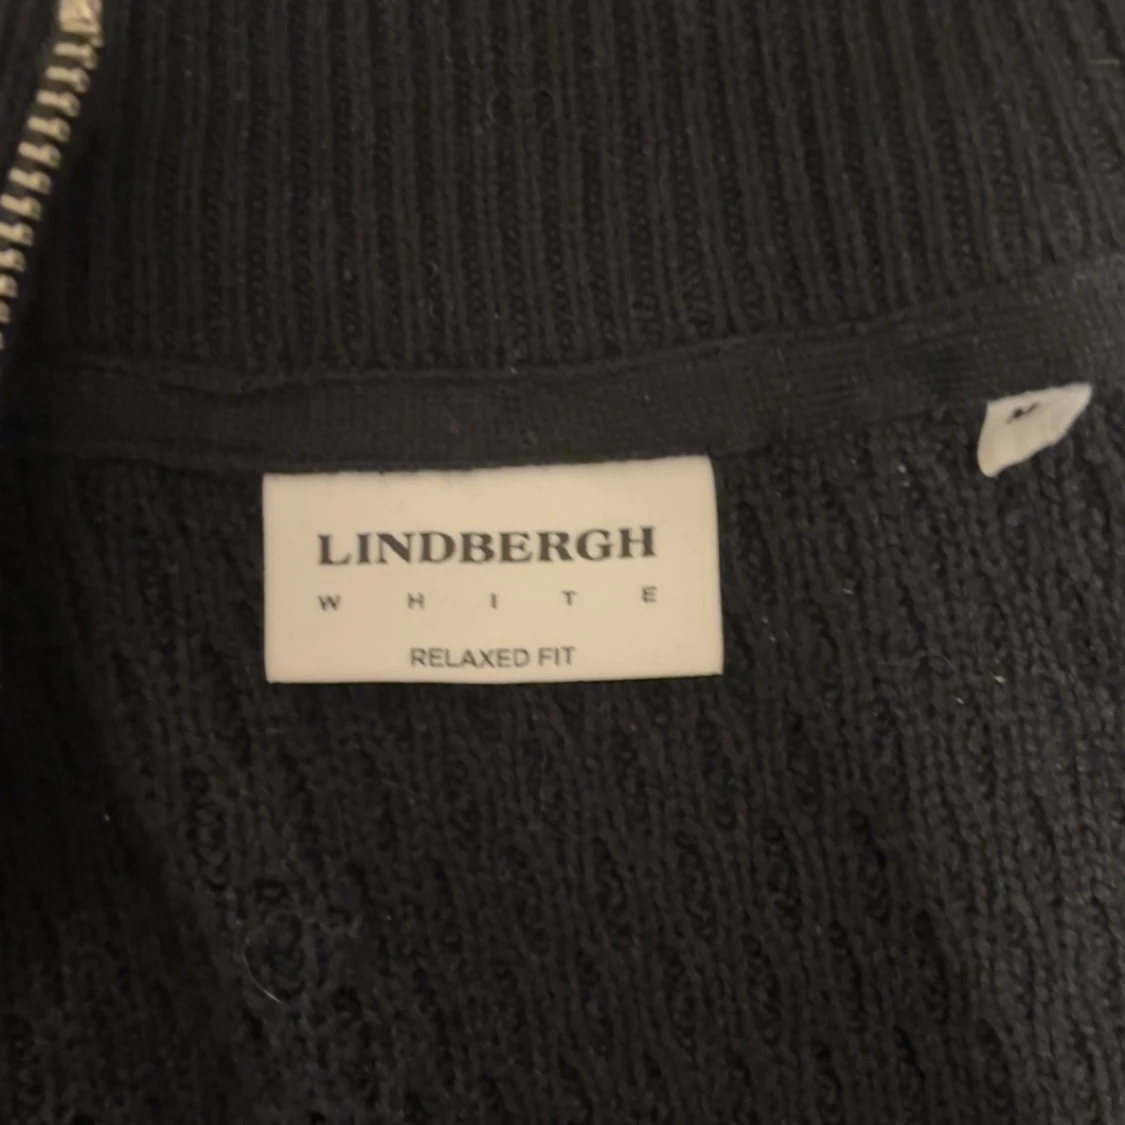 LINDBERGH
W H I T E
RELAXED FIT